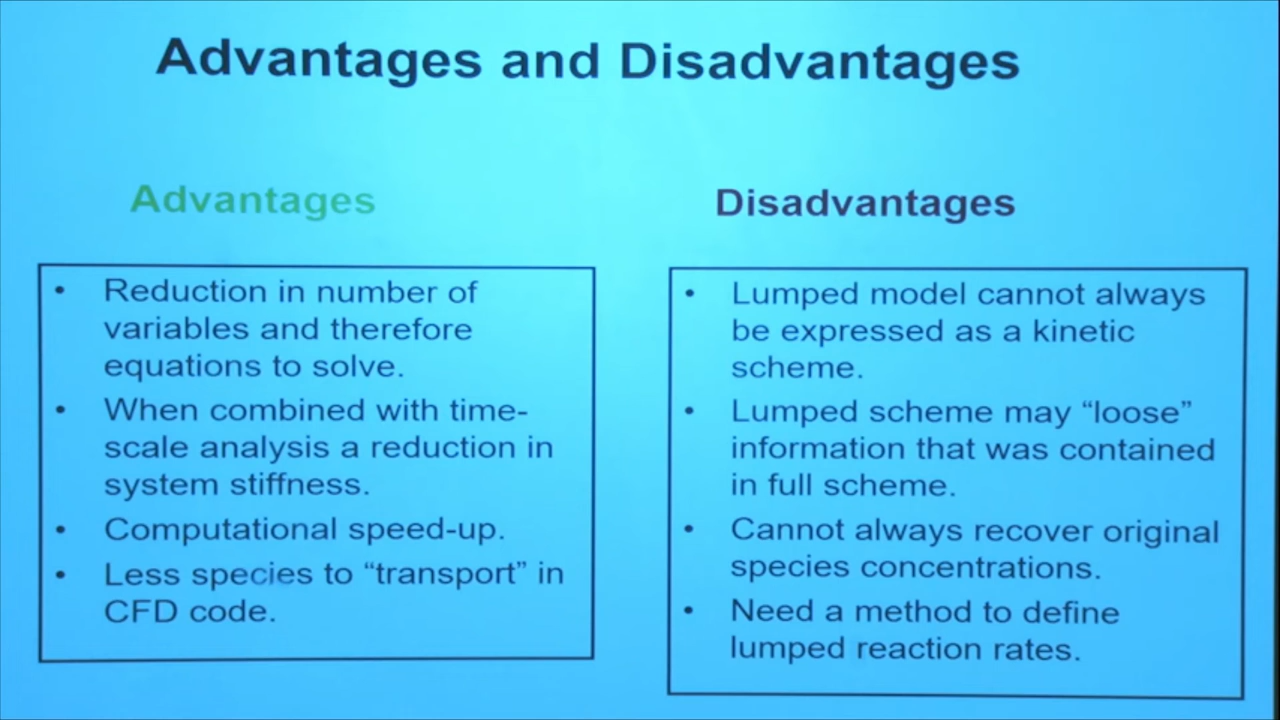 Advantages and Disadvantages
Advantages
• Reduction in number of
variables and therefore
equations to solve.
• When combined with time-
scale analysis a reduction in
system stiffness.
• Computational speed-up.
• Less species to “transport” in
CFD code.
Disadvantages
• Lumped model cannot always
be expressed as a kinetic
scheme.
• Lumped scheme may “loose”
information that was contained
in full scheme.
• Cannot always recover original
species concentrations.
• Need a method to define
lumped reaction rates.